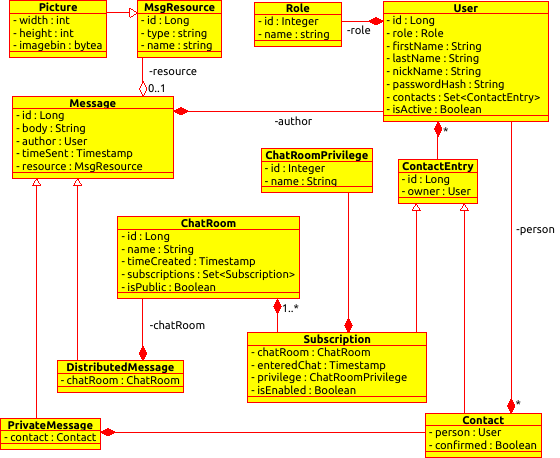 Picture
- width : int
- height : int
- imagebin : bytea
MsgResource
- id : Long
- type : string
- name : string
Role
- id : Integer
- name : string
-role
User
- id : Long
- role : Role
- firstName : String
- lastName : String
- nickName : String
- passwordHash : String
- contacts : Set<ContactEntry>
- isActive : Boolean
-resource
0..1
Message
- id : Long
- body : String
- author : User
- timeSent : Timestamp
- resource : MsgResource
-author
*
ChatRoomPrivilege
- id : Integer
- name : String
ContactEntry
- id : Long
- owner : User
ChatRoom
- id : Long
- name : String
- timeCreated : Timestamp
- subscriptions : Set<Subscription>
- isPublic : Boolean
-person
1..*
-chatRoom
Subscription
- chatRoom : ChatRoom
- enteredChat : Timestamp
- privilege : ChatRoomPrivilege
- isEnabled : Boolean
DistributedMessage
- chatRoom : ChatRoom
*
PrivateMessage
- contact : Contact
Contact
- person : User
- confirmed : Boolean